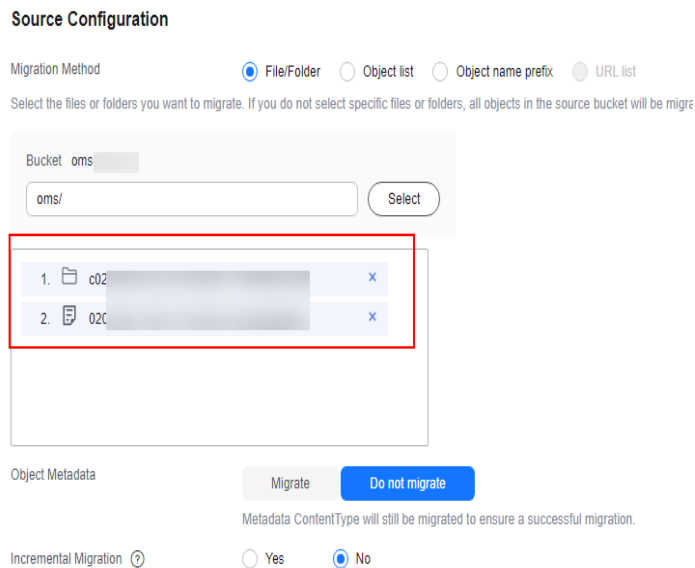 Source Configuration
Migration Method File/Folder Object list Object name prefix URL list
Select the files or folders you want to migrate. If you do not select specific files or folders, all objects in the source bucket will be migra
Bucket oms
oms/ Select
1. c02
2. 020
Object Metadata Migrate Do not migrate
Metadata ContentType will still be migrated to ensure a successful migration.
Incremental Migration ? Yes No